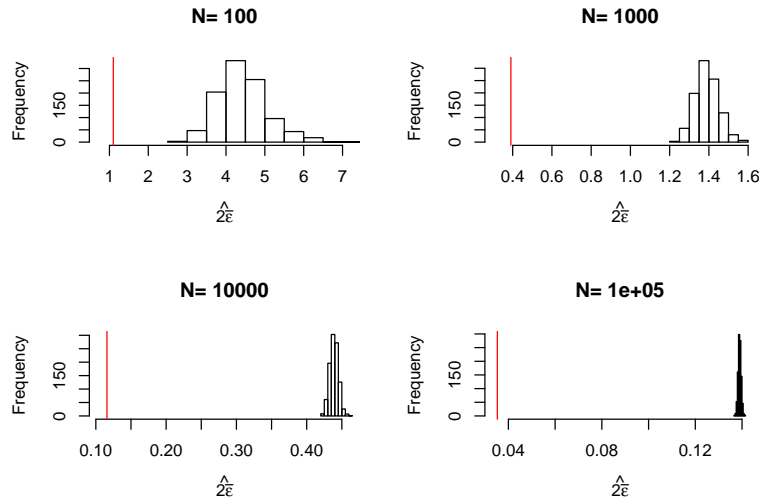 N= 100
Frequency
0 150
1 2 3 4 5 6 7
2ε̂̅
N= 1000
Frequency
0 150
0.4 0.6 0.8 1.0 1.2 1.4 1.6
2ε̂̅
N= 10000
Frequency
0 150
0.10 0.20 0.30 0.40
2ε̂̅
N= 1e+05
Frequency
0 150
0.04 0.08 0.12
2ε̂̅